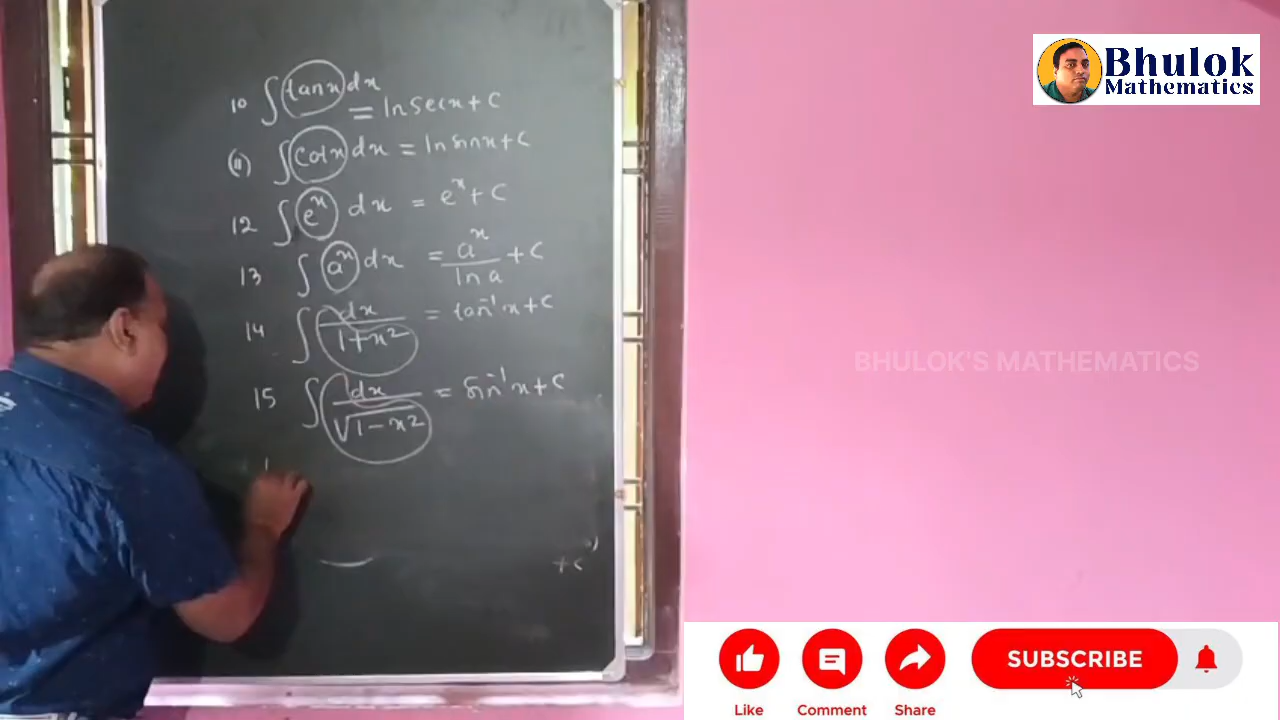 10 ∫ tanx dx
= ln secx + C
(11) ∫ cotx dx = ln sinx + C
12 ∫ eˣ dx = eˣ + C
13 ∫ aˣ dx = aˣ / ln a + C
14 ∫ dx / 1+x² = tan⁻¹x + C
15 ∫ dx / √1−x² = sin⁻¹x + C
+C
Bhulok
Mathematics
BHULOK'S MATHEMATICS
SUBSCRIBE
Like Comment Share